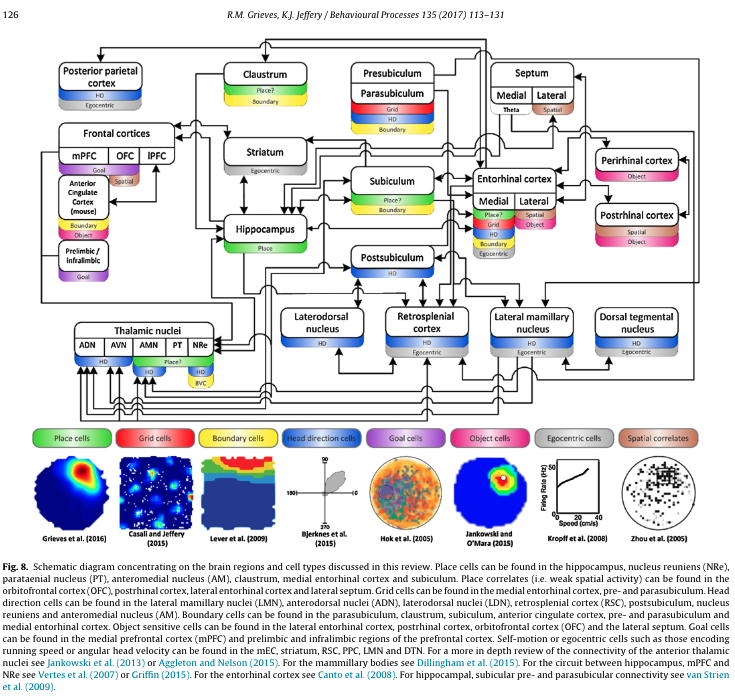 126
R.M. Grieves, K.J. Jeffery / Behavioural Processes 135 (2017) 113–131
Posterior parietal
cortex
HD
Egocentric
Claustrum
Place?
Boundary
Presubiculum
Parasubiculum
Grid
HD
Boundary
Septum
Medial
Lateral
Theta
Spatial
Frontal cortices
mPFC
OFC
lPFC
Goal
Spatial
Anterior
Cingulate
Cortex
(mouse)
Boundary
Object
Prelimbic /
infralimbic
Goal
Striatum
Egocentric
Subiculum
Place?
Boundary
Entorhinal cortex
Medial
Lateral
Place?
Spatial
Grid
Object
HD
Boundary
Egocentric
Perirhinal cortex
Object
Postrhinal cortex
Spatial
Object
Hippocampus
Place
Postsubiculum
HD
Laterodorsal
nucleus
HD
Retrosplenial
cortex
HD
Egocentric
Lateral mamillary
nucleus
HD
Egocentric
Dorsal tegmental
nucleus
HD
Egocentric
Thalamic nuclei
ADN
AVN
AMN
PT
NRe
HD
Place?
HD
HD
BVC
Place cells
Grid cells
Boundary cells
Head direction cells
Goal cells
Object cells
Egocentric cells
Spatial correlates
90
180
0
270
Firing Rate (Hz)
50
0
0
20
40
Speed (cm/s)
Grieves et al. (2016)
Casali and Jeffery
(2015)
Lever et al. (2009)
Bjerknes et al.
(2015)
Hok et al. (2005)
Jankowski and
O'Mara (2015)
Kropff et al. (2008)
Zhou et al. (2005)
Fig. 8. Schematic diagram concentrating on the brain regions and cell types discussed in this review. Place cells can be found in the hippocampus, nucleus reuniens (NRe),
parataenial nucleus (PT), anteromedial nucleus (AM), claustrum, medial entorhinal cortex and subiculum. Place correlates (i.e. weak spatial activity) can be found in the
orbitofrontal cortex (OFC), postrhinal cortex, lateral entorhinal cortex and lateral septum. Grid cells can be found in the medial entorhinal cortex, pre- and parasubiculum. Head
direction cells can be found in the lateral mamillary nuclei (LMN), anterodorsal nuclei (ADN), laterodorsal nuclei (LDN), retrosplenial cortex (RSC), postsubiculum, nucleus
reuniens and anteromedial nucleus (AM). Boundary cells can be found in the parasubiculum, claustrum, subiculum, anterior cingulate cortex, pre- and parasubiculum and
medial entorhinal cortex. Object sensitive cells can be found in the lateral entorhinal cortex, postrhinal cortex, orbitofrontal cortex (OFC) and the lateral septum. Goal cells
can be found in the medial prefrontal cortex (mPFC) and prelimbic and infralimbic regions of the prefrontal cortex. Self-motion or egocentric cells such as those encoding
running speed or angular head velocity can be found in the mEC, striatum, RSC, PPC, LMN and DTN. For a more in depth review of the connectivity of the anterior thalamic
nuclei see Jankowski et al. (2013) or Aggleton and Nelson (2015). For the mammillary bodies see Dillingham et al. (2015). For the circuit between hippocampus, mPFC and
NRe see Vertes et al. (2007) or Griffin (2015). For the entorhinal cortex see Canto et al. (2008). For hippocampal, subicular pre- and parasubicular connectivity see van Strien
et al. (2009).